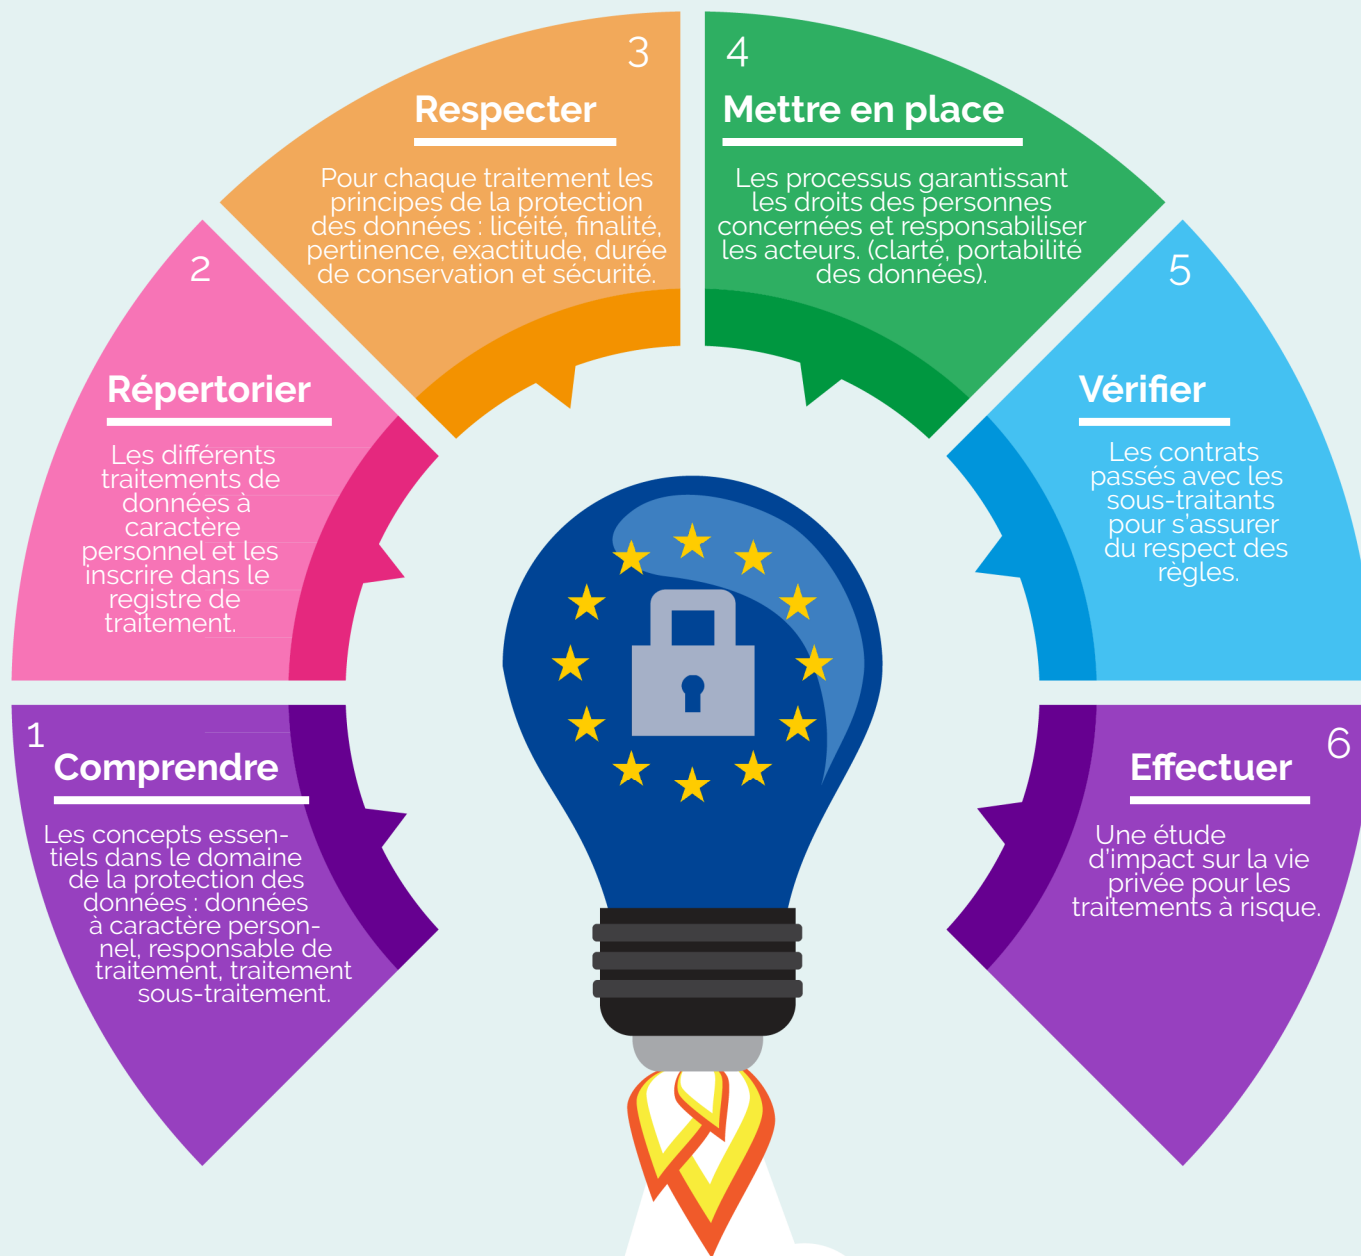 1
Comprendre
Les concepts essen-
tiels dans le domaine
de la protection des
données : données
à caractère person-
nel, responsable de
traitement, traitement
sous-traitement.
2
Répertorier
Les différents
traitements de
données à
caractère
personnel et les
inscrire dans le
registre de
traitement.
3
Respecter
Pour chaque traitement les
principes de la protection
des données : licéité, finalité,
pertinence, exactitude, durée
de conservation et sécurité.
4
Mettre en place
Les processus garantissant
les droits des personnes
concernées et responsabiliser
les acteurs. (clarté, portabilité
des données).
5
Vérifier
Les contrats
passés avec les
sous-traitants
pour s'assurer
du respect des
règles.
6
Effectuer
Une étude
d'impact sur la vie
privée pour les
traitements à risque.